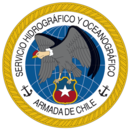 SERVICIO HIDROGRÁFICO Y OCEANOGRÁFICO
ARMADA DE CHILE